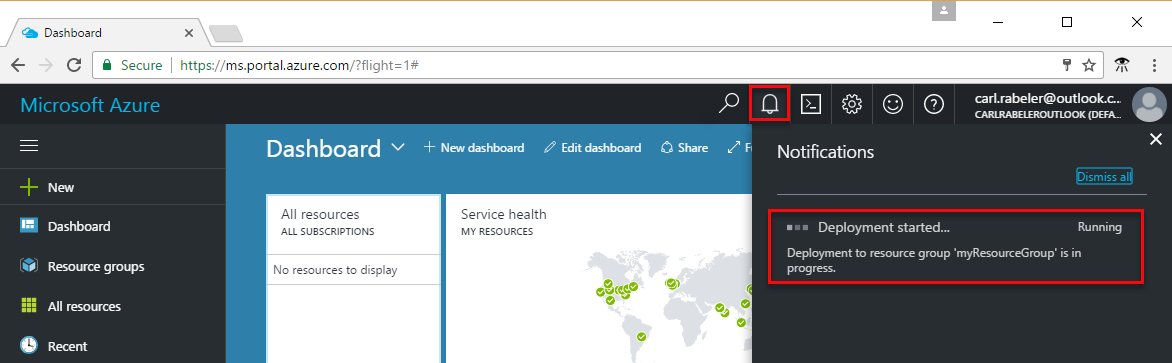 Dashboard
Secure
https://ms.portal.azure.com/?flight=1#
Microsoft Azure
carl.rabeler@outlook.c...
CARLRABELEROUTLOOK (DEFA...
Dashboard
New dashboard
Edit dashboard
Share
Notifications
Dismiss all
New
Dashboard
Resource groups
All resources
Recent
All resources
ALL SUBSCRIPTIONS
No resources to display
Service health
MY RESOURCES
Deployment started...
Running
Deployment to resource group 'myResourceGroup' is in
progress.